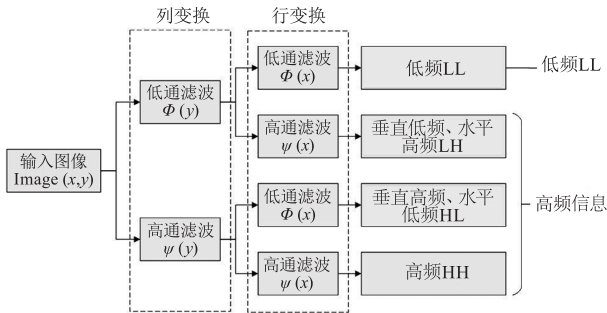 列变换
行变换
输入图像
Image (x,y)
低通滤波
Φ (y)
高通滤波
ψ (y)
低通滤波
Φ (x)
高通滤波
ψ (x)
低通滤波
Φ (x)
高通滤波
ψ (x)
低频LL
垂直低频、水平
高频LH
垂直高频、水平
低频HL
高频HH
低频LL
高频信息